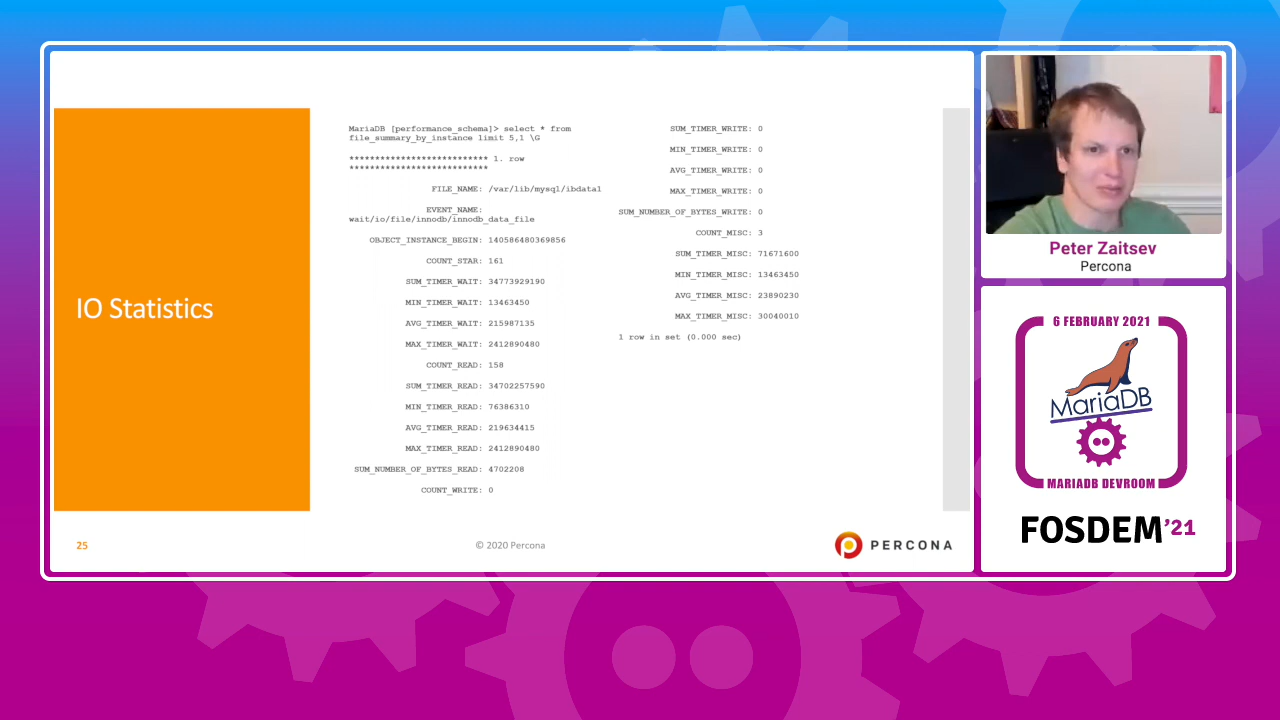 IO Statistics
MariaDB [performance_schema]> select * from
file_summary_by_instance limit 5,1 \G
*************************** 1. row
***************************
FILE_NAME: /var/lib/mysql/ibdata1
EVENT_NAME:
wait/io/file/innodb/innodb_data_file
OBJECT_INSTANCE_BEGIN: 140586480369856
COUNT_STAR: 161
SUM_TIMER_WAIT: 34773929190
MIN_TIMER_WAIT: 13463450
AVG_TIMER_WAIT: 215987135
MAX_TIMER_WAIT: 2412890480
COUNT_READ: 158
SUM_TIMER_READ: 34702257590
MIN_TIMER_READ: 76386310
AVG_TIMER_READ: 219634415
MAX_TIMER_READ: 2412890480
SUM_NUMBER_OF_BYTES_READ: 4702208
COUNT_WRITE: 0
SUM_TIMER_WRITE: 0
MIN_TIMER_WRITE: 0
AVG_TIMER_WRITE: 0
MAX_TIMER_WRITE: 0
SUM_NUMBER_OF_BYTES_WRITE: 0
COUNT_MISC: 3
SUM_TIMER_MISC: 71671600
MIN_TIMER_MISC: 13463450
AVG_TIMER_MISC: 23890230
MAX_TIMER_MISC: 30040010
1 row in set (0.000 sec)
25
© 2020 Percona
PERCONA
Peter Zaitsev
Percona
6 FEBRUARY 2021
MariaDB
MARIADB DEVROOM
FOSDEM'21